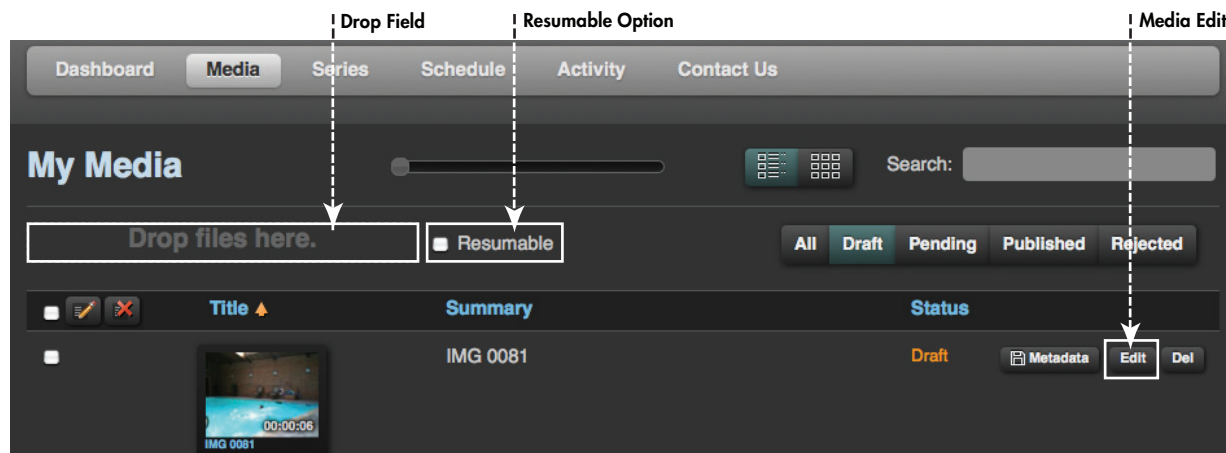 Drop Field Resumable Option Media Edit
Dashboard Media Series Schedule Activity Contact Us
My Media Search:
Drop files here. Resumable All Draft Pending Published Rejected
Title Summary Status
IMG 0081 Draft Metadata Edit Del
00:00:06
IMG 0081